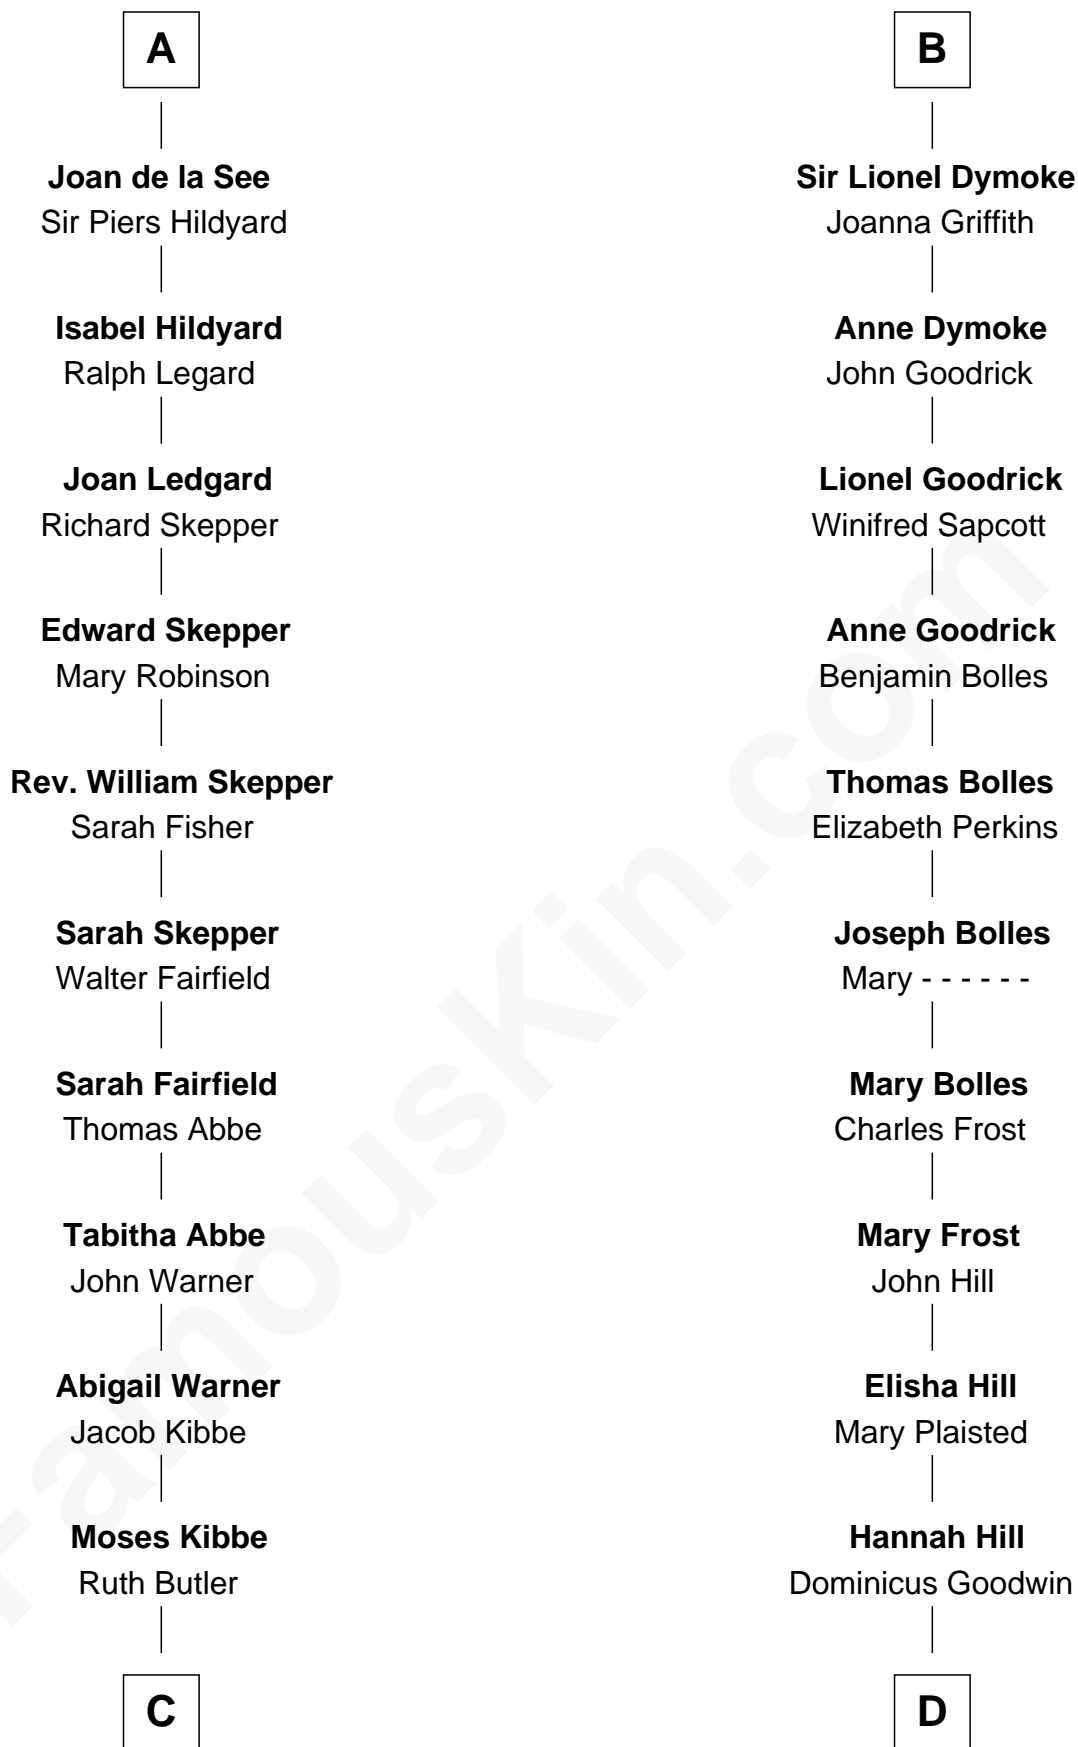 A
Joan de la See
Sir Piers Hildyard
Isabel Hildyard
Ralph Legard
Joan Ledgard
Richard Skepper
Edward Skepper
Mary Robinson
Rev. William Skepper
Sarah Fisher
Sarah Skepper
Walter Fairfield
Sarah Fairfield
Thomas Abbe
Tabitha Abbe
John Warner
Abigail Warner
Jacob Kibbe
Moses Kibbe
Ruth Butler
C
B
Sir Lionel Dymoke
Joanna Griffith
Anne Dymoke
John Goodrick
Lionel Goodrick
Winifred Sapcott
Anne Goodrick
Benjamin Bolles
Thomas Bolles
Elizabeth Perkins
Joseph Bolles
Mary - - - - - -
Mary Bolles
Charles Frost
Mary Frost
John Hill
Elisha Hill
Mary Plaisted
Hannah Hill
Dominicus Goodwin
D
FamousKin.com